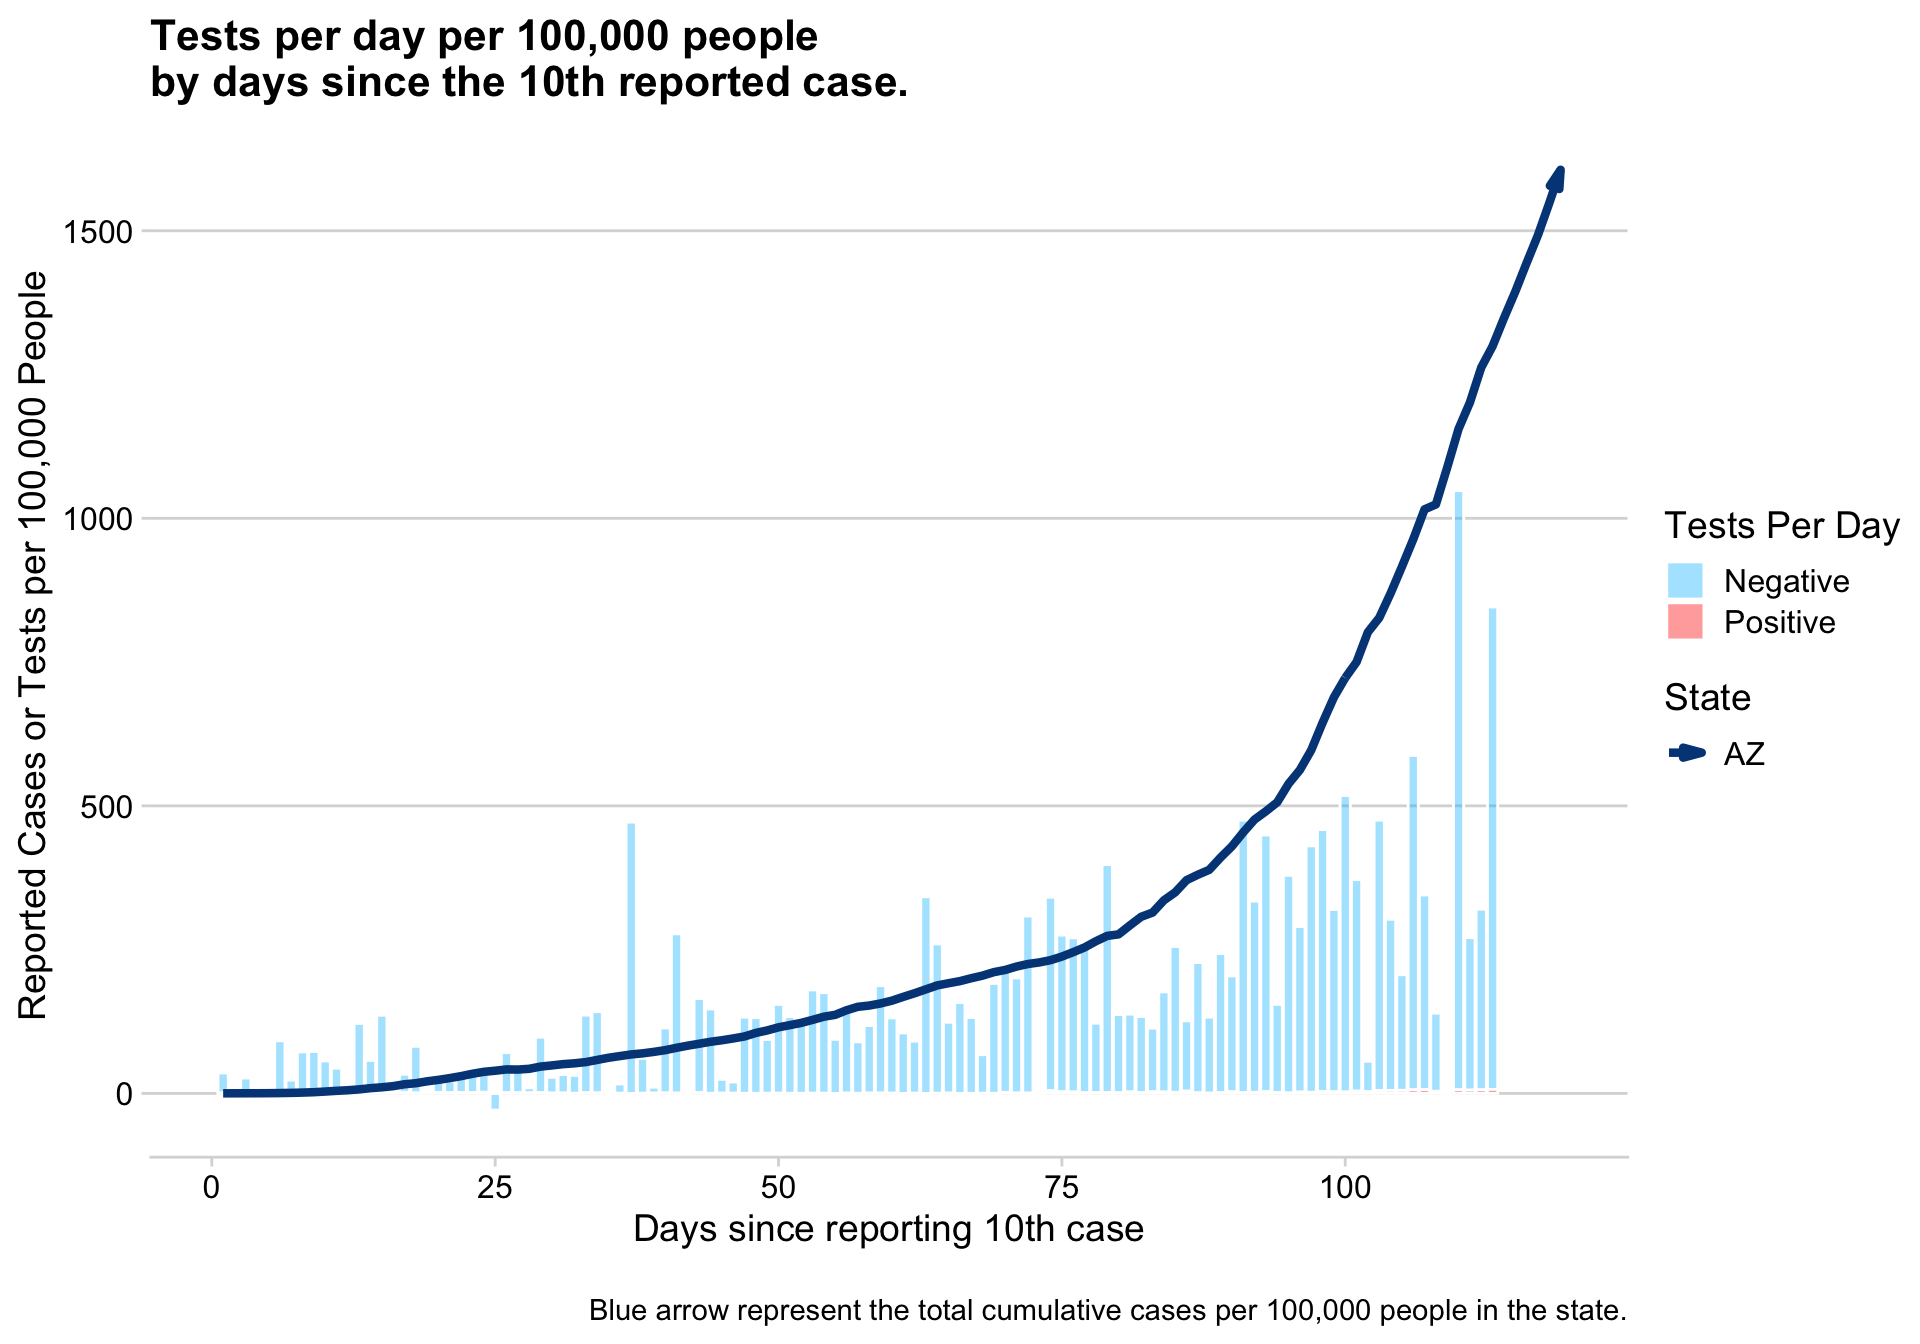 Tests per day per 100,000 people
by days since the 10th reported case.
Reported Cases or Tests per 100,000 People
1500
1000
500
0
0
25
50
75
100
Days since reporting 10th case
Tests Per Day
Negative
Positive
State
AZ
Blue arrow represent the total cumulative cases per 100,000 people in the state.